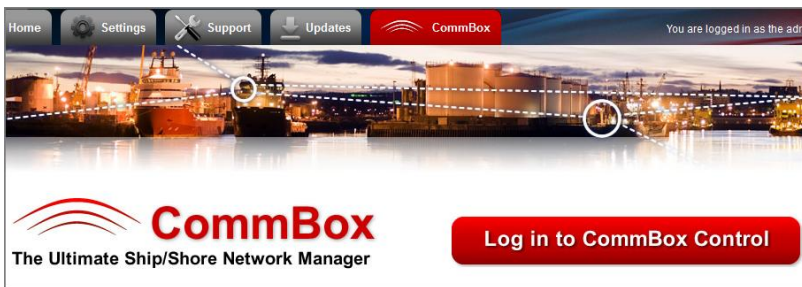 Home Settings Support Updates CommBox You are logged in as the
CommBox
The Ultimate Ship/Shore Network Manager
Log in to CommBox Control